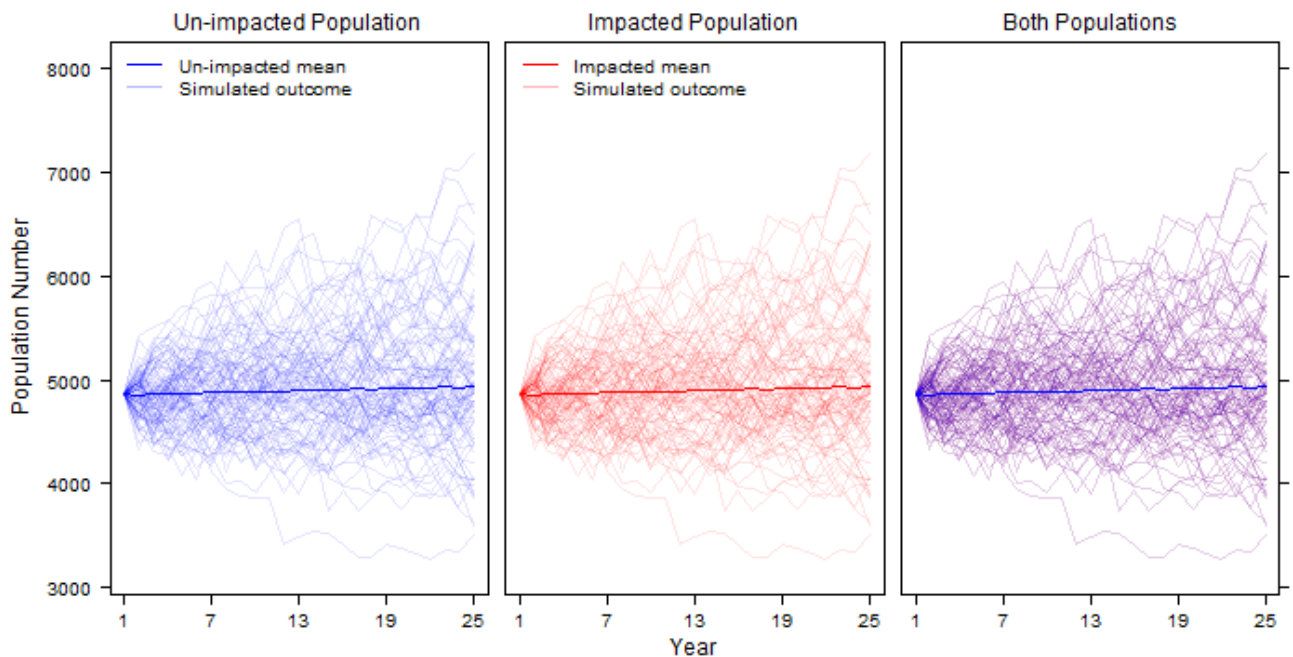 Un-impacted Population
Impacted Population
Both Populations
Un-impacted mean
Simulated outcome
Impacted mean
Simulated outcome
8000
7000
6000
5000
4000
3000
Population Number
1 7 13 19 25
1 7 13 19 25
1 7 13 19 25
Year